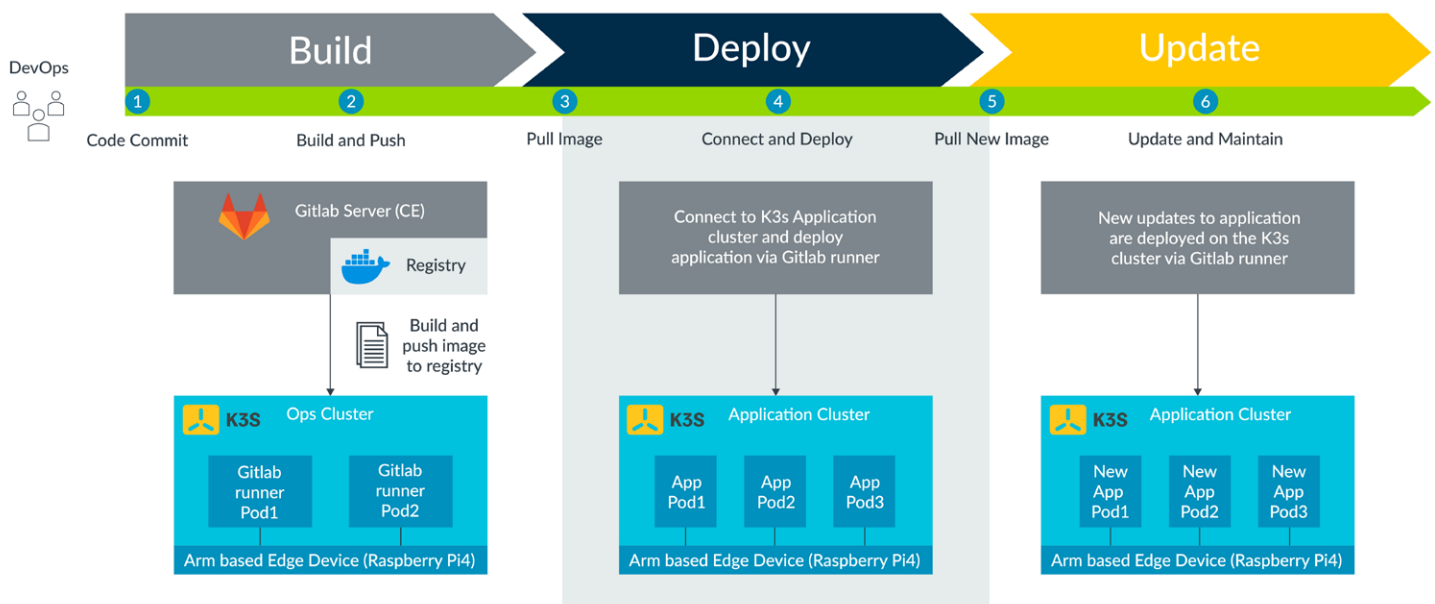 Build
Deploy
Update
DevOps
1
2
3
4
5
6
Code Commit
Build and Push
Pull Image
Connect and Deploy
Pull New Image
Update and Maintain
Gitlab Server (CE)
Registry
Build and
push image
to registry
K3S
Ops Cluster
Gitlab
runner
Pod1
Gitlab
runner
Pod2
Arm based Edge Device (Raspberry Pi4)
Connect to K3s Application
cluster and deploy
application via Gitlab runner
K3S
Application Cluster
App
Pod1
App
Pod2
App
Pod3
Arm based Edge Device (Raspberry Pi4)
New updates to application
are deployed on the K3s
cluster via Gitlab runner
K3S
Application Cluster
New
App
Pod1
New
App
Pod2
New
App
Pod3
Arm based Edge Device (Raspberry Pi4)